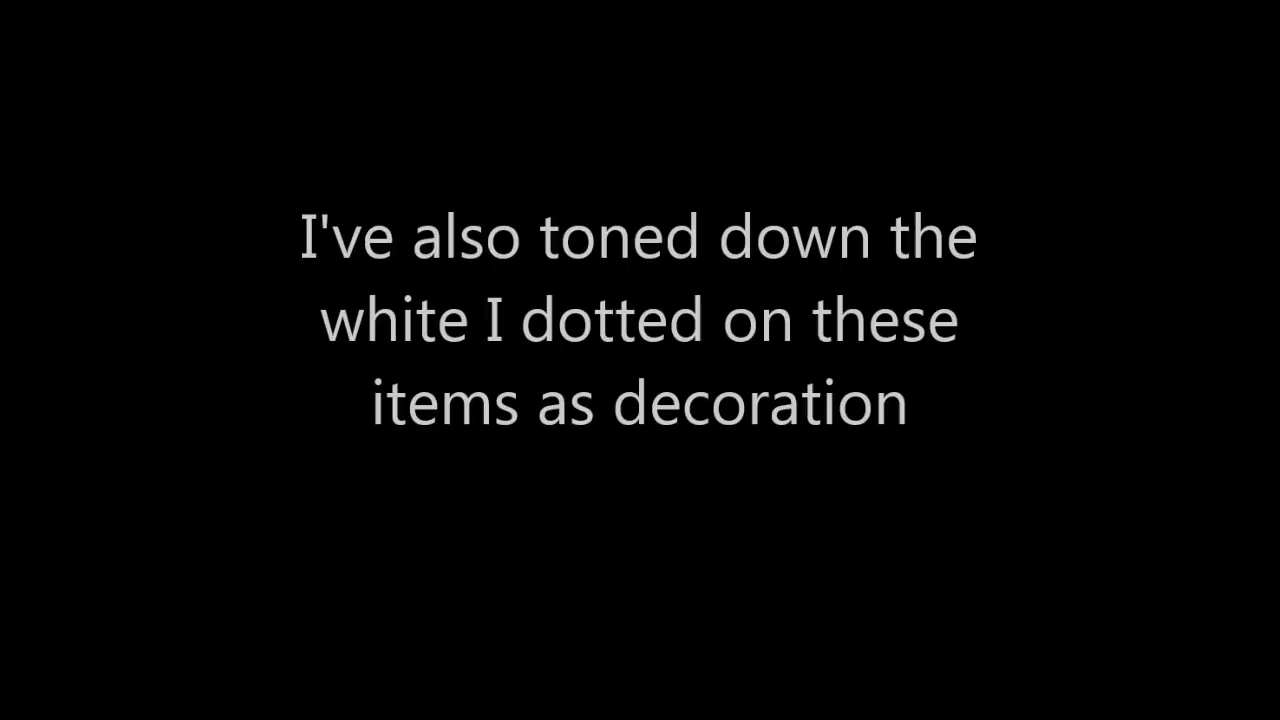 I've also toned down the
white I dotted on these
items as decoration